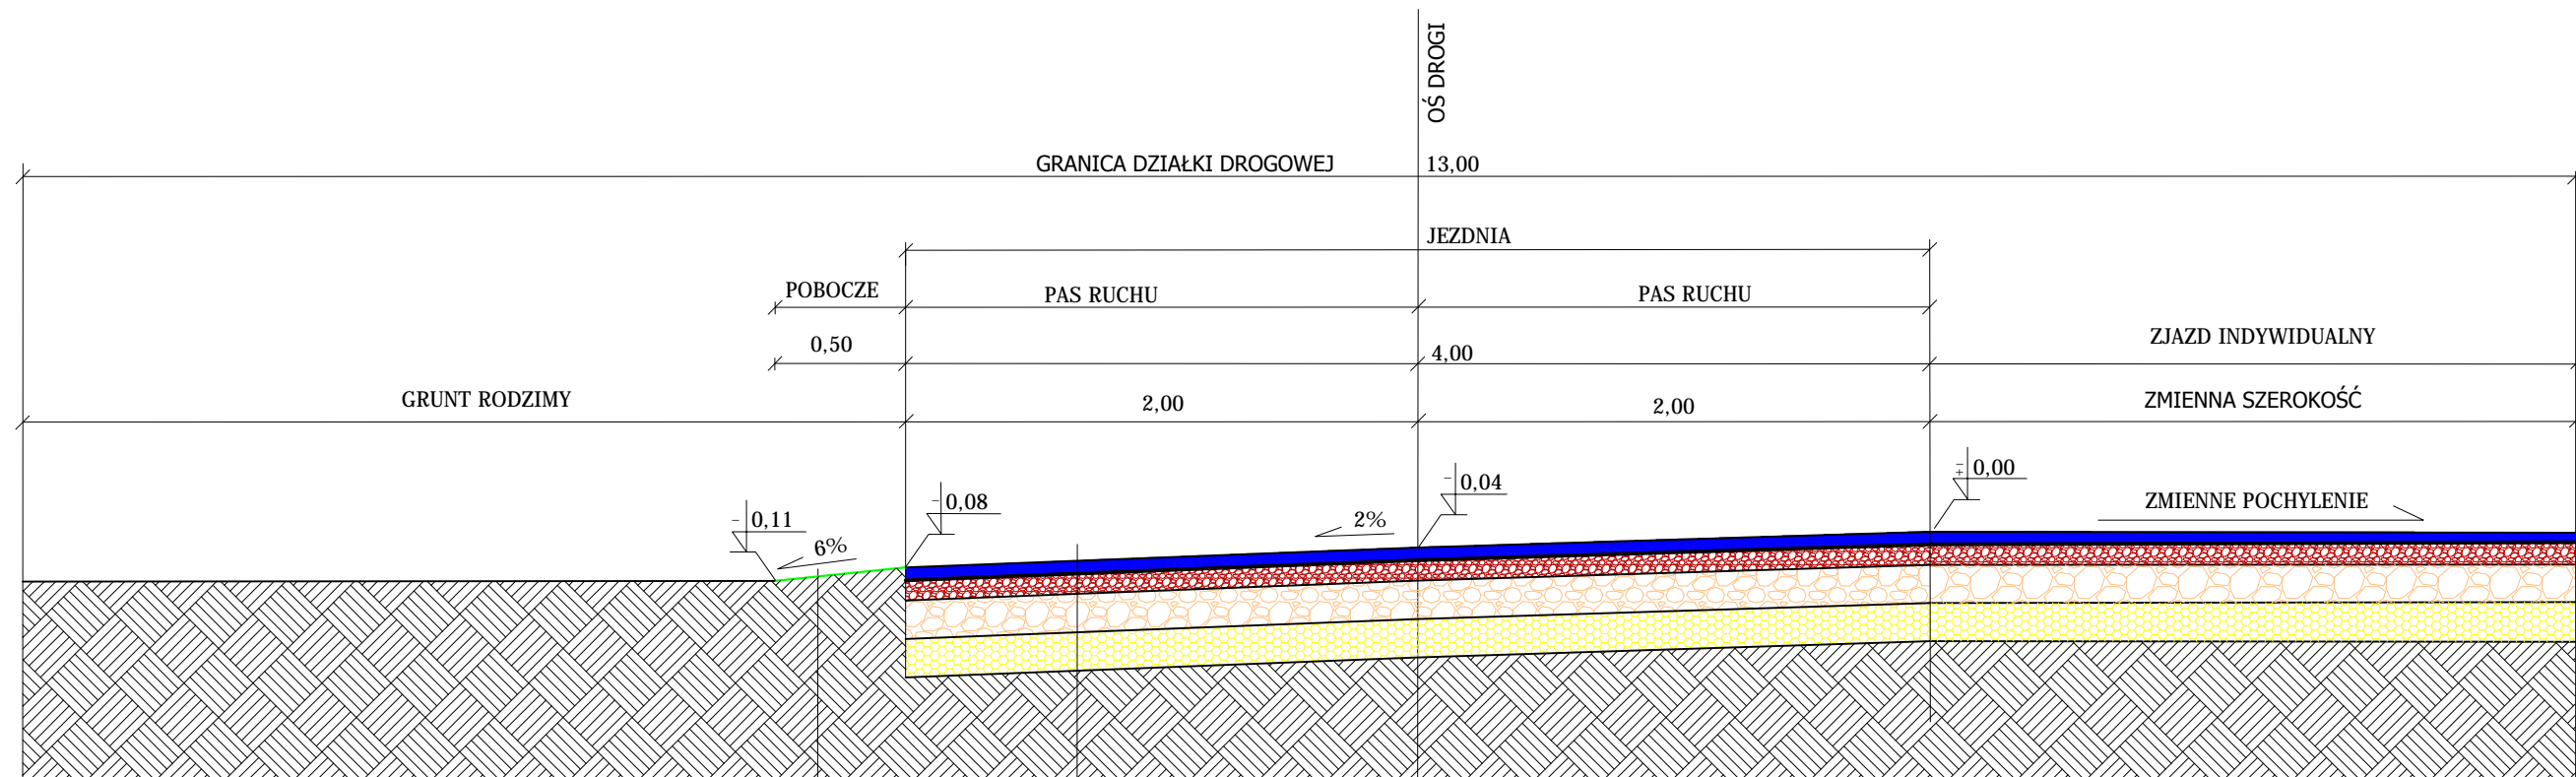 OŚ DROGI
GRANICA DZIAŁKI DROGOWEJ 13,00
JEZDNIA
POBOCZE PAS RUCHU PAS RUCHU
0,50 4,00 ZJAZD INDYWIDUALNY
GRUNT RODZIMY 2,00 2,00 ZMIENNA SZEROKOŚĆ
±0,00
-0,04
-0,08 ZMIENNE POCHYLENIE
-0,11 2%
6%